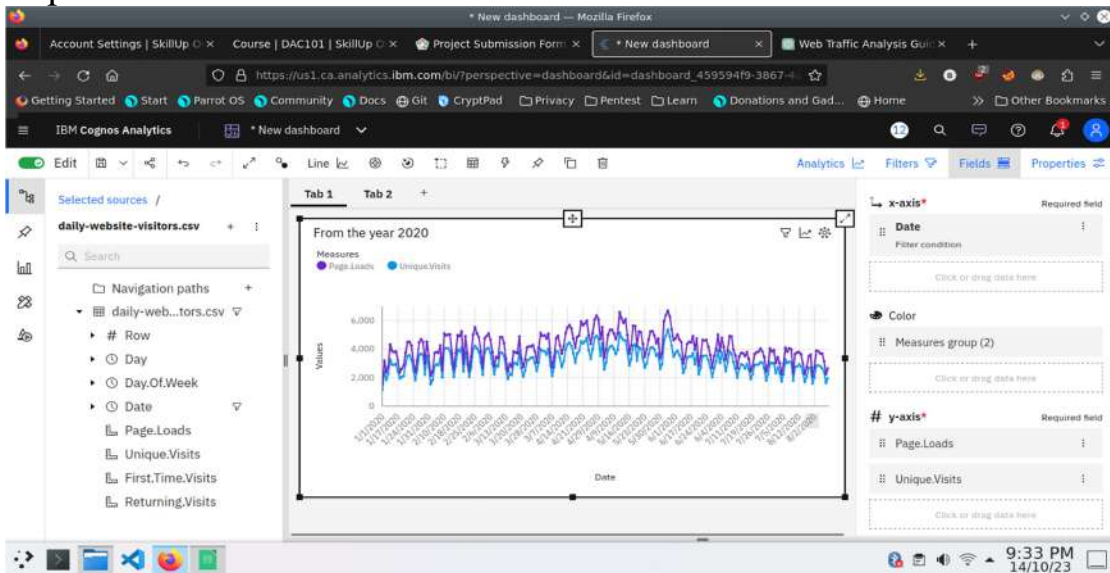 * New dashboard — Mozilla Firefox
Account Settings | SkillUp O × Course | DAC101 | SkillUp O × Project Submission Form × * New dashboard × Web Traffic Analysis Guid × +
https://us1.ca.analytics.ibm.com/bi/?perspective=dashboard&id=dashboard_459594f9-3867-4
Getting Started Start Parrot OS Community Docs Git CryptPad Privacy Pentest Learn Donations and Gad... Home Other Bookmarks
IBM Cognos Analytics * New dashboard 12
Edit Line Analytics Filters Fields Properties
Selected sources /
daily-website-visitors.csv
Search
Navigation paths
daily-web...tors.csv
# Row
Day
Day.Of.Week
Date
Page.Loads
Unique.Visits
First.Time.Visits
Returning.Visits
Tab 1 Tab 2 +
From the year 2020
Measures
Page.Loads Unique.Visits
Values
6,000
4,000
2,000
0
Date
x-axis* Required field
Date
Filter condition
Click or drag data here
Color
Measures group (2)
Click or drag data here
# y-axis* Required field
Page.Loads
Unique.Visits
Click or drag data here
9:33 PM
14/10/23